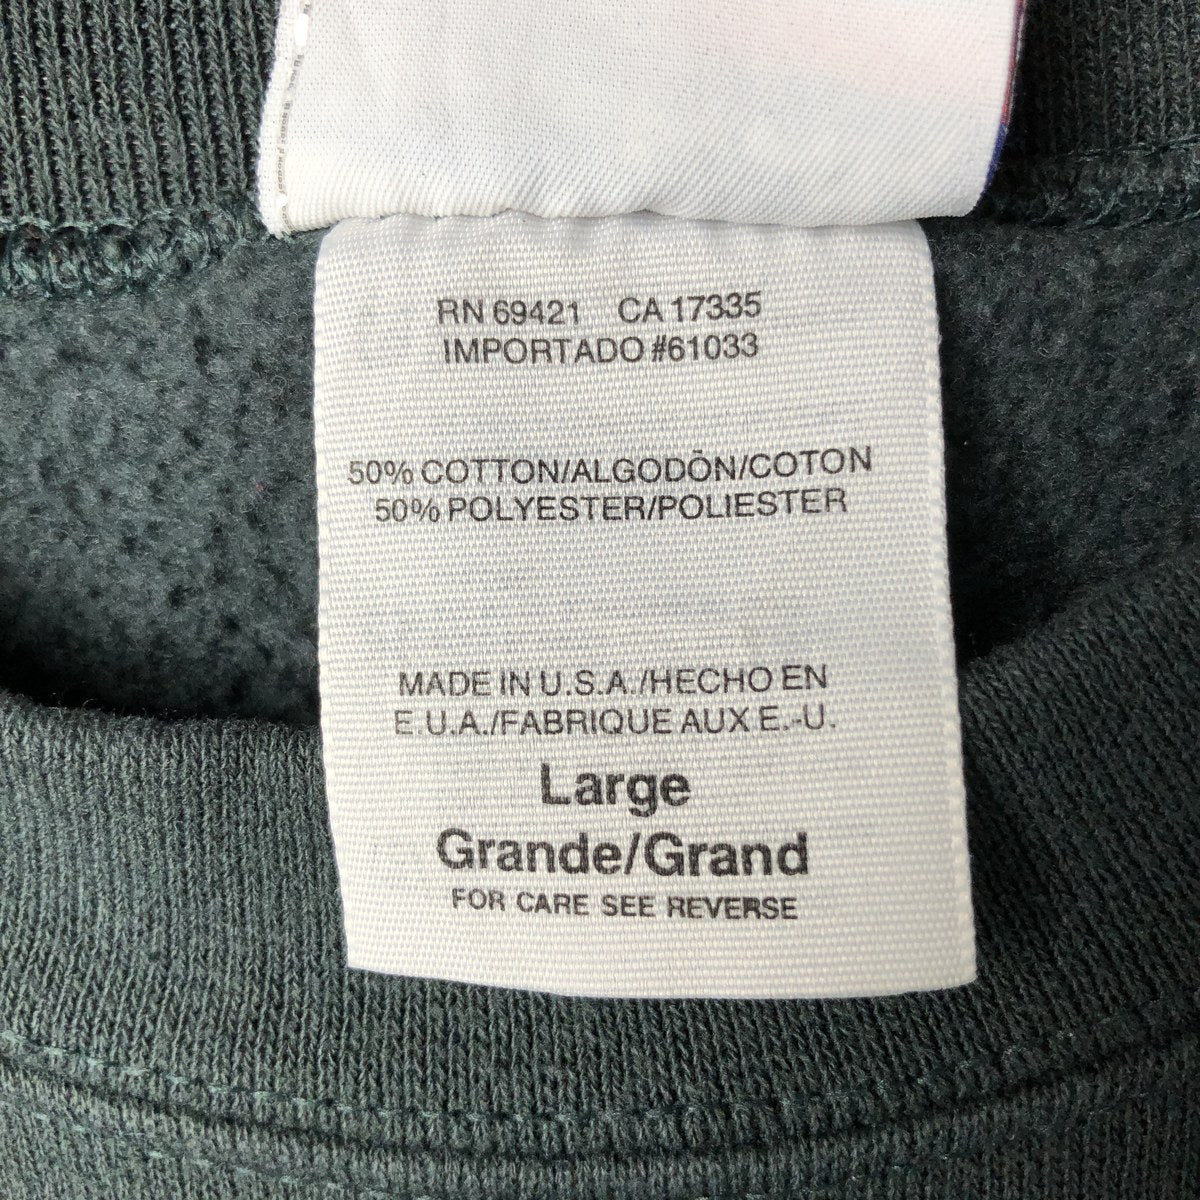 RN 69421 CA 17335
IMPORTADO #61033
50% COTTON/ALGODÓN/COTON
50% POLYESTER/POLIESTER
MADE IN U.S.A./HECHO EN
E.U.A./FABRIQUE AUX E.-U.
Large
Grande/Grand
FOR CARE SEE REVERSE